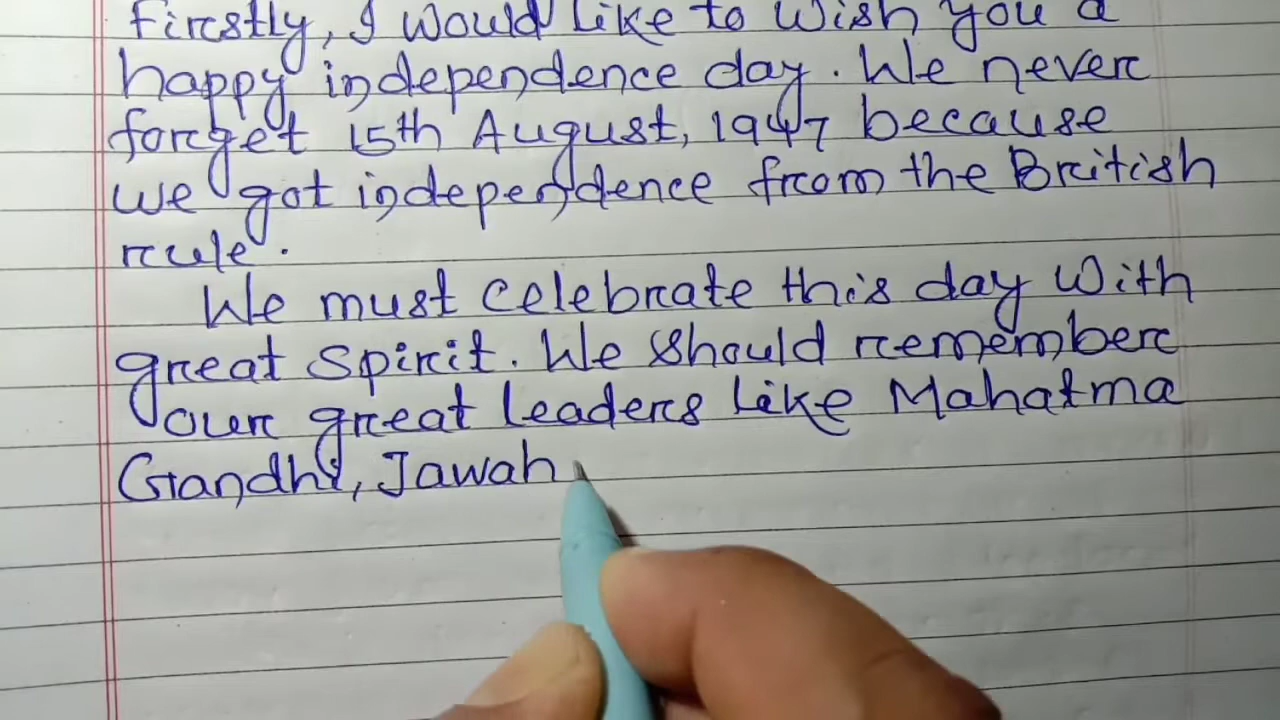 Firstly, I would like to wish you a
happy independence day. We never
forget 15th August, 1947 because
we got independence from the British
rule.
We must celebrate this day with
great spirit. We should remember
our great leaders like Mahatma
Gandhi, Jawah